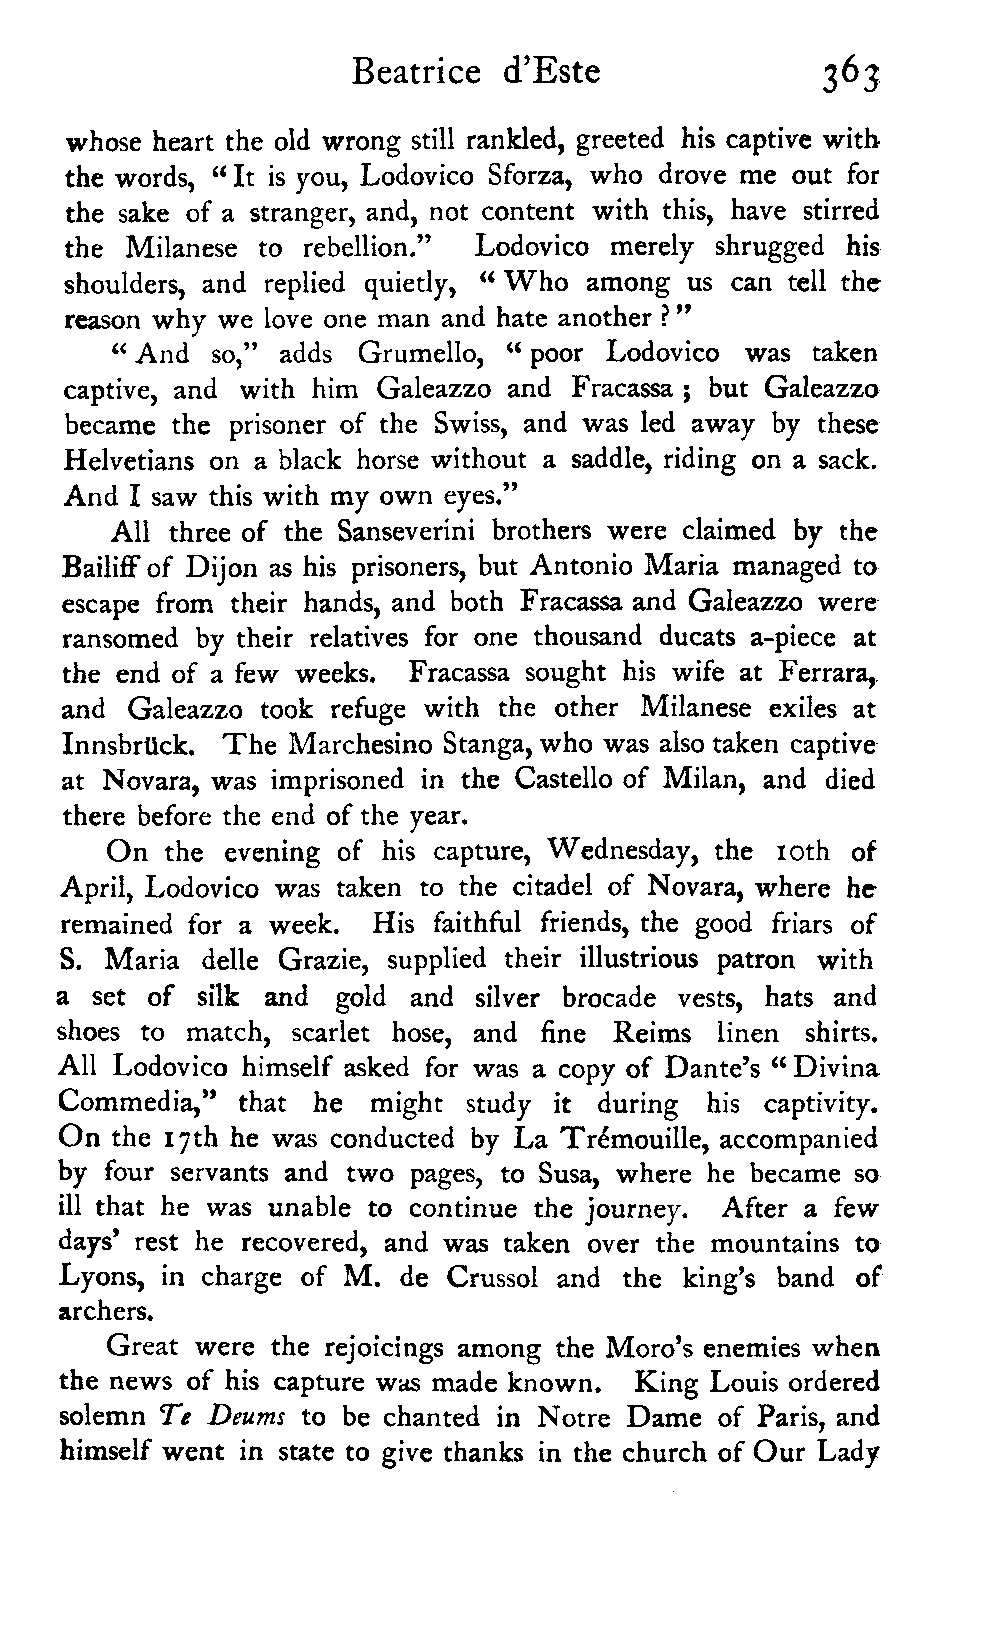 Beatrice d'Este 363
whose heart the old wrong still rankled, greeted his captive with
the words, “It is you, Lodovico Sforza, who drove me out for
the sake of a stranger, and, not content with this, have stirred
the Milanese to rebellion.” Lodovico merely shrugged his
shoulders, and replied quietly, “Who among us can tell the
reason why we love one man and hate another?”
“And so,” adds Grumello, “poor Lodovico was taken
captive, and with him Galeazzo and Fracassa; but Galeazzo
became the prisoner of the Swiss, and was led away by these
Helvetians on a black horse without a saddle, riding on a sack.
And I saw this with my own eyes.”
All three of the Sanseverini brothers were claimed by the
Bailiff of Dijon as his prisoners, but Antonio Maria managed to
escape from their hands, and both Fracassa and Galeazzo were
ransomed by their relatives for one thousand ducats a-piece at
the end of a few weeks. Fracassa sought his wife at Ferrara,
and Galeazzo took refuge with the other Milanese exiles at
Innsbrück. The Marchesino Stanga, who was also taken captive
at Novara, was imprisoned in the Castello of Milan, and died
there before the end of the year.
On the evening of his capture, Wednesday, the 10th of
April, Lodovico was taken to the citadel of Novara, where he
remained for a week. His faithful friends, the good friars of
S. Maria delle Grazie, supplied their illustrious patron with
a set of silk and gold and silver brocade vests, hats and
shoes to match, scarlet hose, and fine Reims linen shirts.
All Lodovico himself asked for was a copy of Dante's “Divina
Commedia,” that he might study it during his captivity.
On the 17th he was conducted by La Trémouille, accompanied
by four servants and two pages, to Susa, where he became so
ill that he was unable to continue the journey. After a few
days' rest he recovered, and was taken over the mountains to
Lyons, in charge of M. de Crussol and the king's band of
archers.
Great were the rejoicings among the Moro's enemies when
the news of his capture was made known. King Louis ordered
solemn Te Deums to be chanted in Notre Dame of Paris, and
himself went in state to give thanks in the church of Our Lady